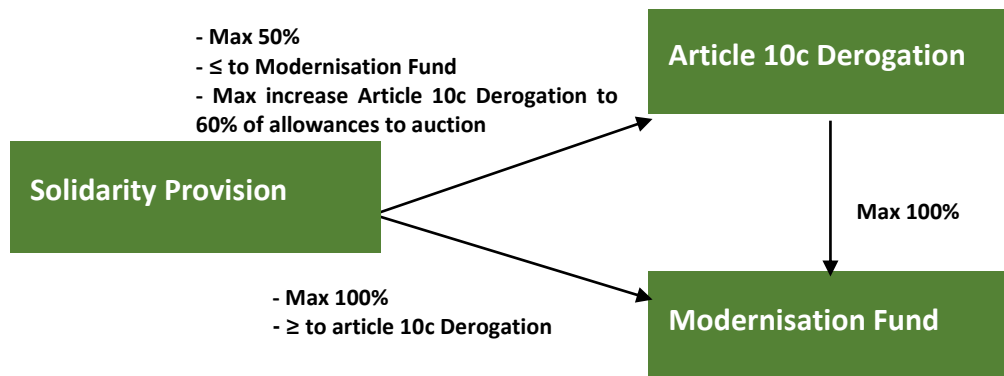 - Max 50%
- ≤ to Modernisation Fund
- Max increase Article 10c Derogation to
60% of allowances to auction
Article 10c Derogation
Solidarity Provision
Max 100%
- Max 100%
- ≥ to article 10c Derogation
Modernisation Fund